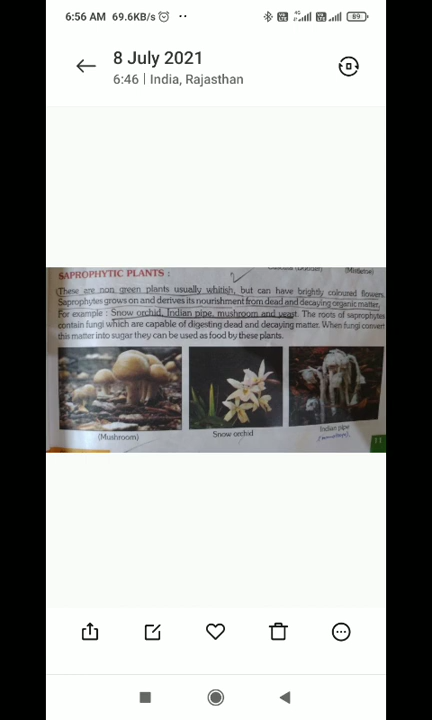 6:56 AM 69.6KB/s
89
8 July 2021
6:46 | India, Rajasthan
(Mistletoe)
SAPROPHYTIC PLANTS :
These are non green plants usually whitish, but can have brightly coloured flowers.
Saprophytes grows on and derives its nourishment from dead and decaying organic matter,
For example : Snow orchid, Indian pipe, mushroom and yeast. The roots of saprophytes
contain fungi which are capable of digesting dead and decaying matter. When fungi convert
this matter into sugar they can be used as food by these plants.
(Mushroom)
Snow orchid
Indian pipe
11